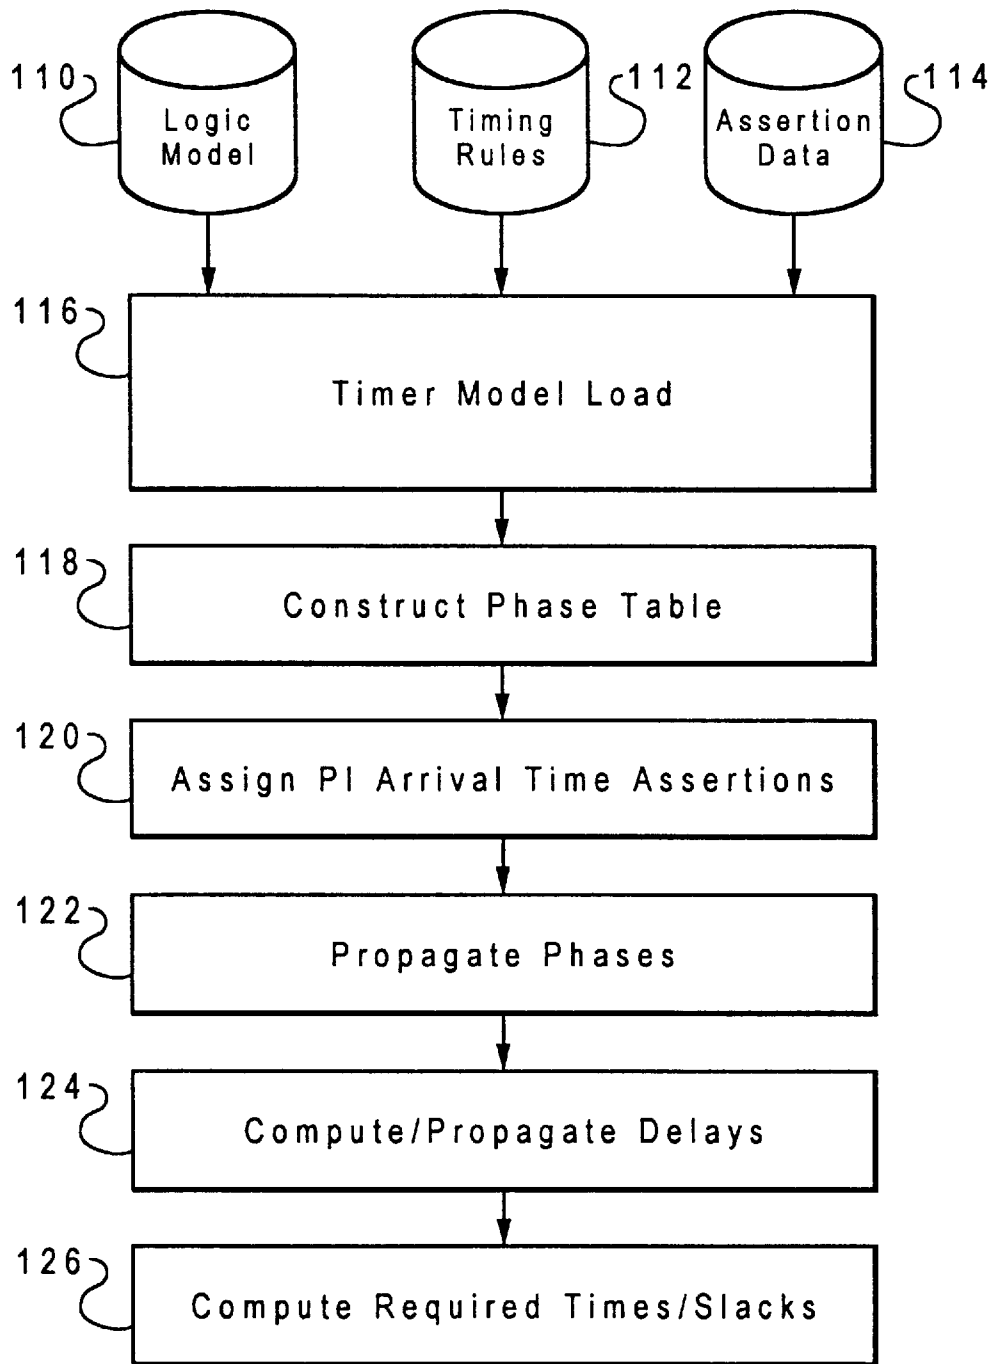 110
Logic
Model
112
Timing
Rules
114
Assertion
Data
116
Timer Model Load
118
Construct Phase Table
120
Assign PI Arrival Time Assertions
122
Propagate Phases
124
Compute/Propagate Delays
126
Compute Required Times/Slacks